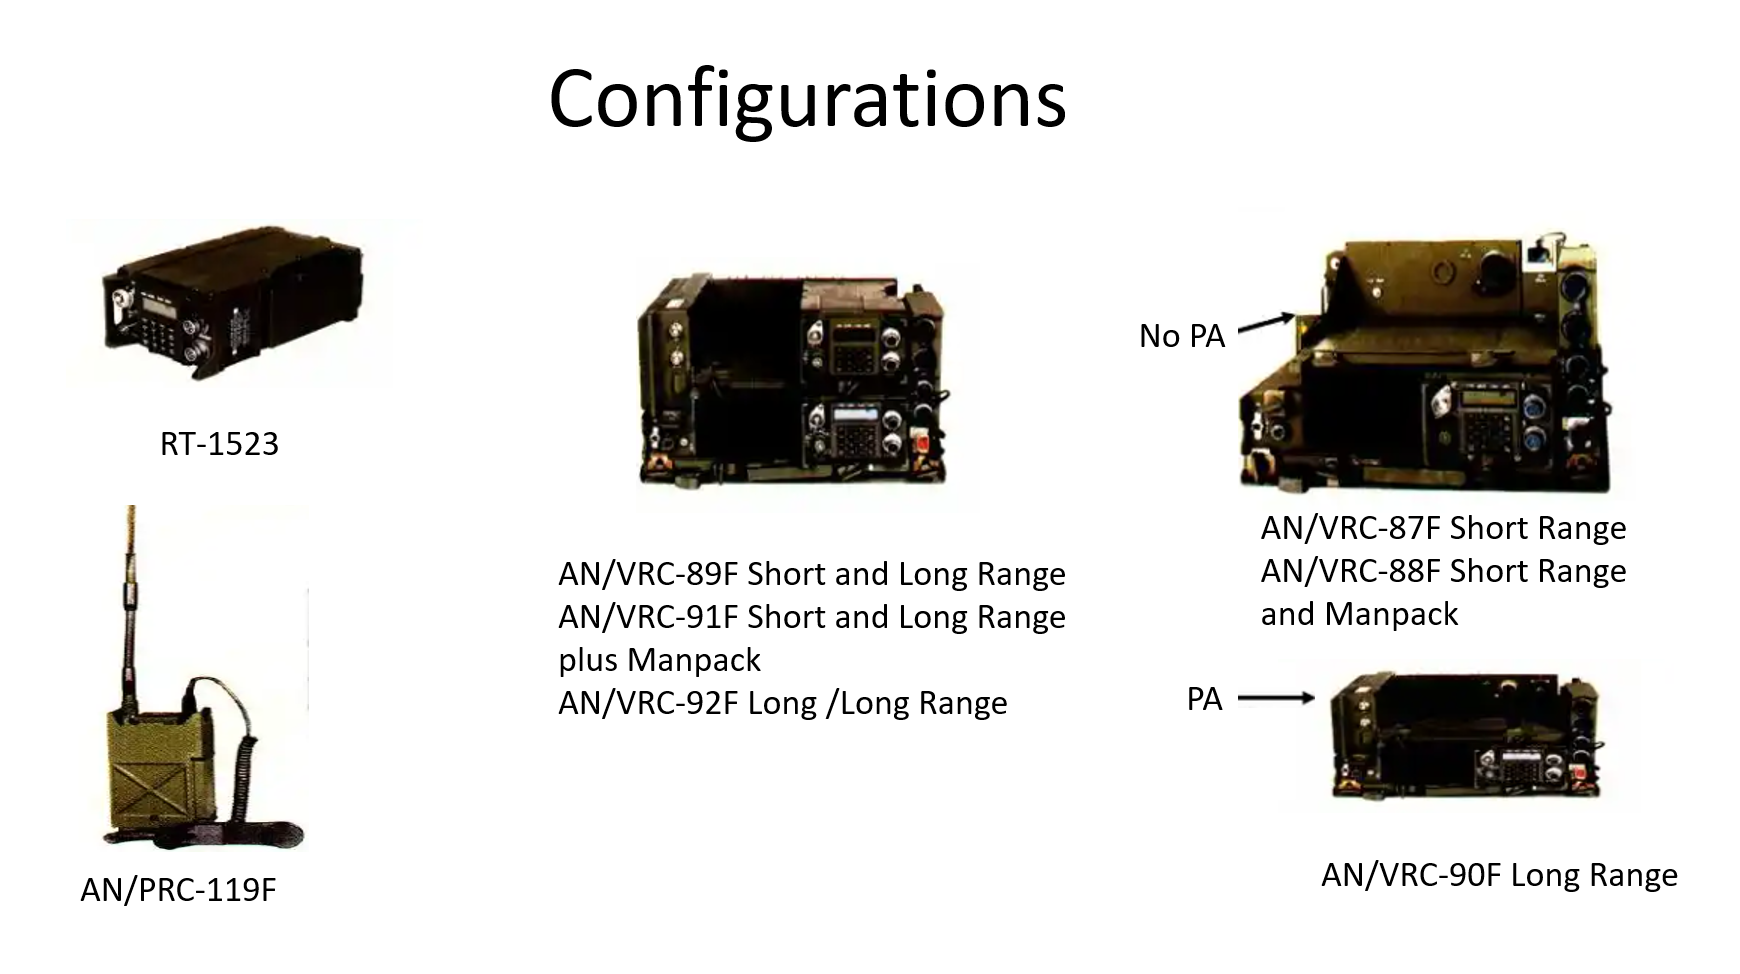 Configurations
RT-1523
AN/PRC-119F
AN/VRC-89F Short and Long Range
AN/VRC-91F Short and Long Range
plus Manpack
AN/VRC-92F Long /Long Range
No PA
AN/VRC-87F Short Range
AN/VRC-88F Short Range
and Manpack
PA
AN/VRC-90F Long Range